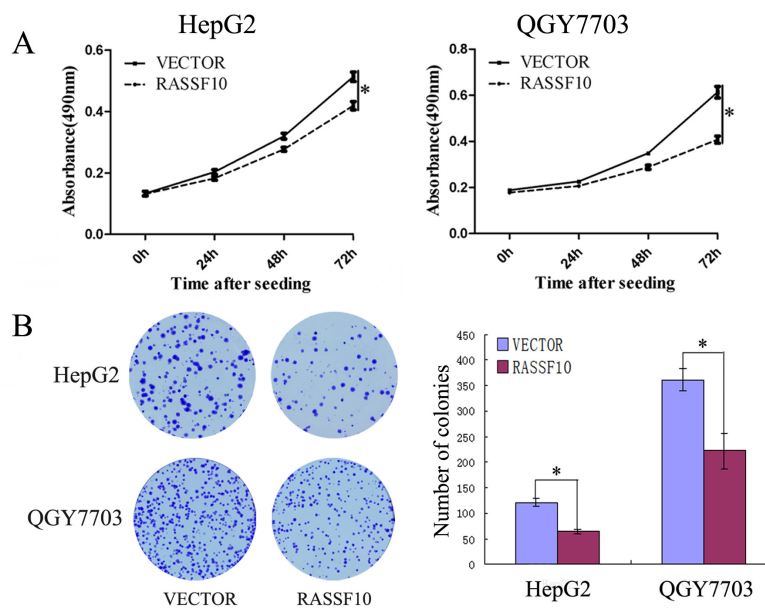 HepG2
QGY7703
A
Absorbance(490nm)
0.6
0.4
0.2
0.0
VECTOR
RASSF10
*
0h
24h
48h
72h
Time after seeding
Absorbance(490nm)
0.8
0.6
0.4
0.2
0.0
VECTOR
RASSF10
*
0h
24h
48h
72h
Time after seeding
B
HepG2
QGY7703
VECTOR
RASSF10
Number of colonies
450
400
350
300
250
200
150
100
50
0
VECTOR
RASSF10
*
*
HepG2
QGY7703